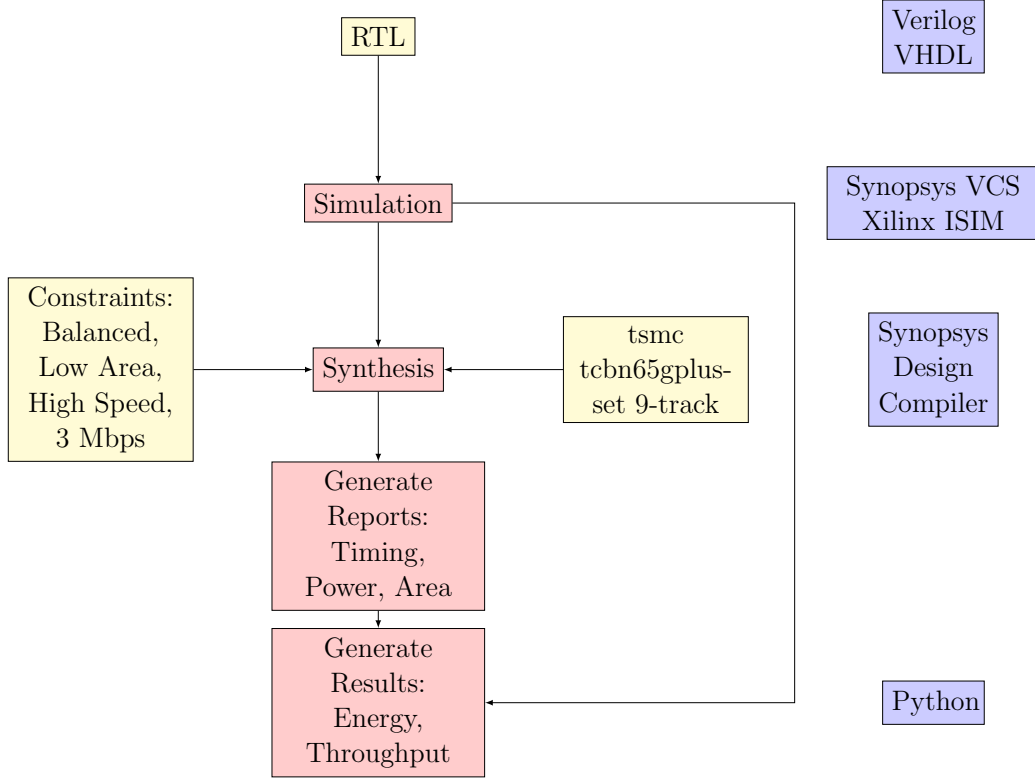 RTL
Verilog
VHDL
Simulation
Synopsys VCS
Xilinx ISIM
Constraints:
Balanced,
Low Area,
High Speed,
3 Mbps
Synthesis
tsmc
tcbn65gplus-
set 9-track
Synopsys
Design
Compiler
Generate
Reports:
Timing,
Power, Area
Generate
Results:
Energy,
Throughput
Python